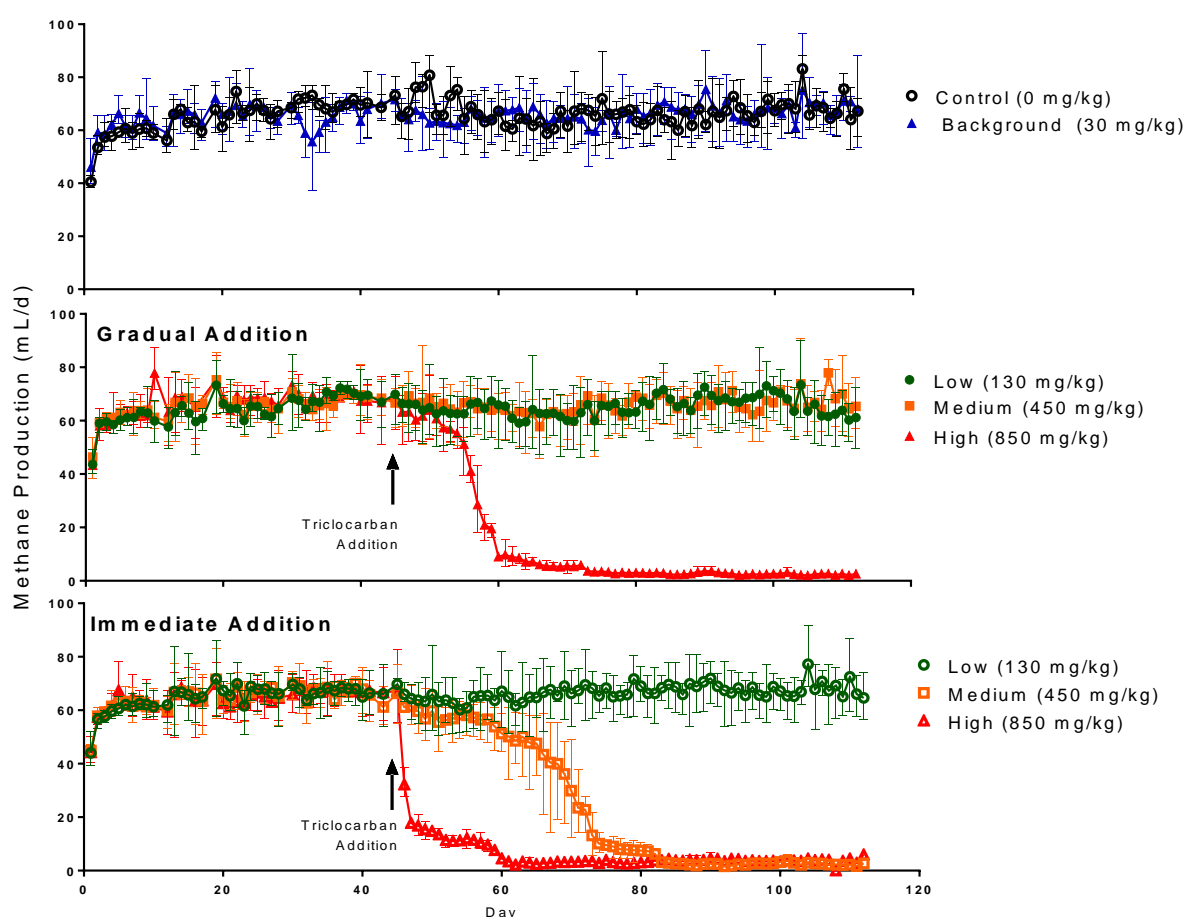 100
80
60
40
20
0
Control (0 mg/kg)
Background (30 mg/kg)
Methane Production (mL/d)
Gradual Addition
100
80
60
40
20
0
Triclocarban
Addition
Low (130 mg/kg)
Medium (450 mg/kg)
High (850 mg/kg)
Immediate Addition
100
80
60
40
20
0
Triclocarban
Addition
Low (130 mg/kg)
Medium (450 mg/kg)
High (850 mg/kg)
0 20 40 60 80 100 120
Day